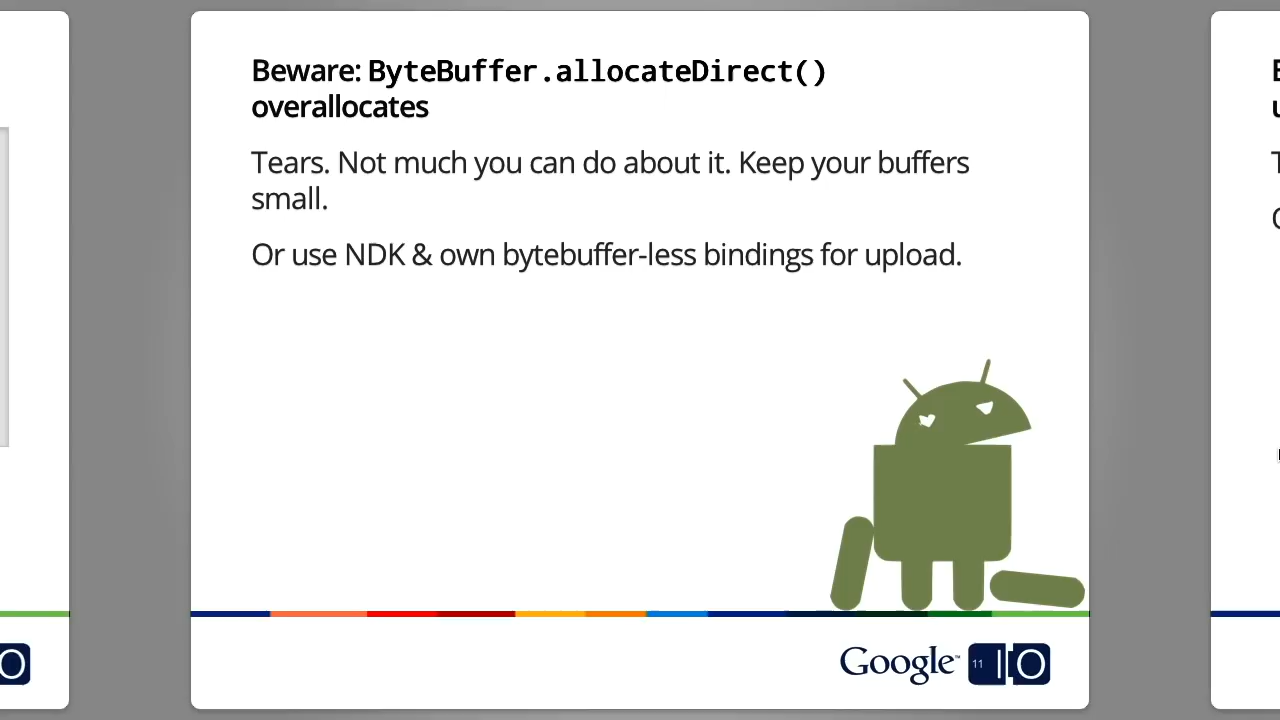 Beware: ByteBuffer.allocateDirect()
overallocates
Tears. Not much you can do about it. Keep your buffers
small.
Or use NDK & own bytebuffer-less bindings for upload.
Google™ 11 IO